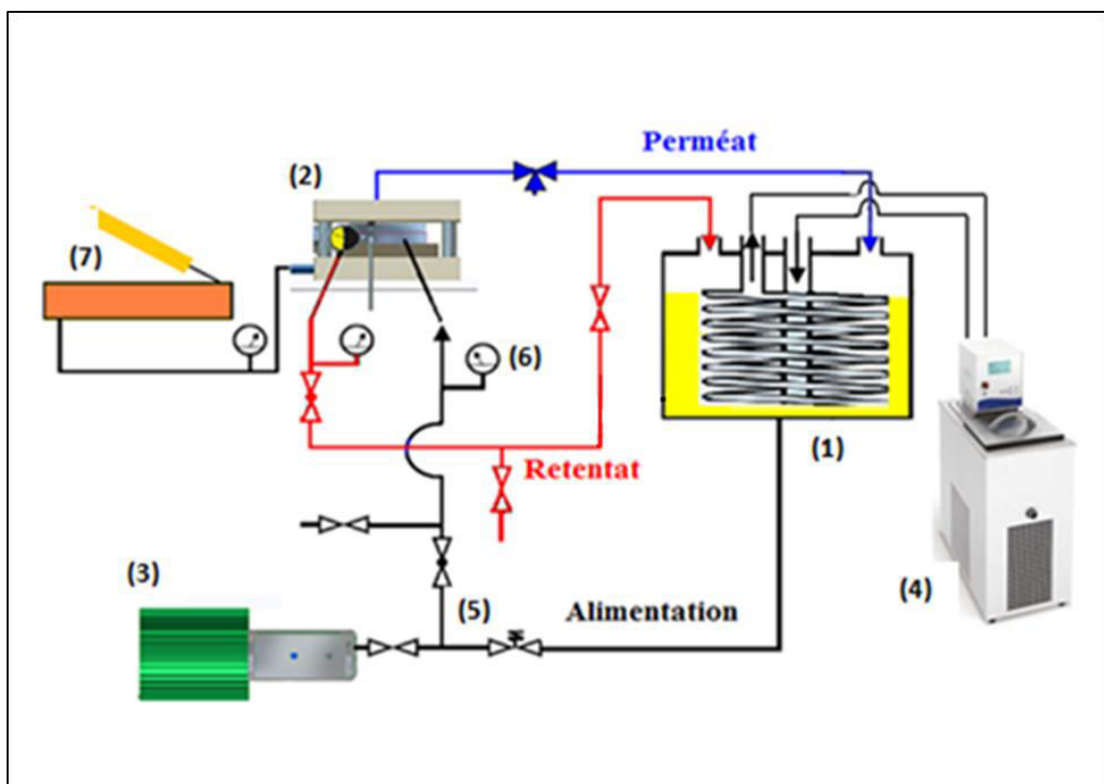 Perméat
(2)
(7)
(6)
(1)
Retentat
(3)
(5)
Alimentation
(4)